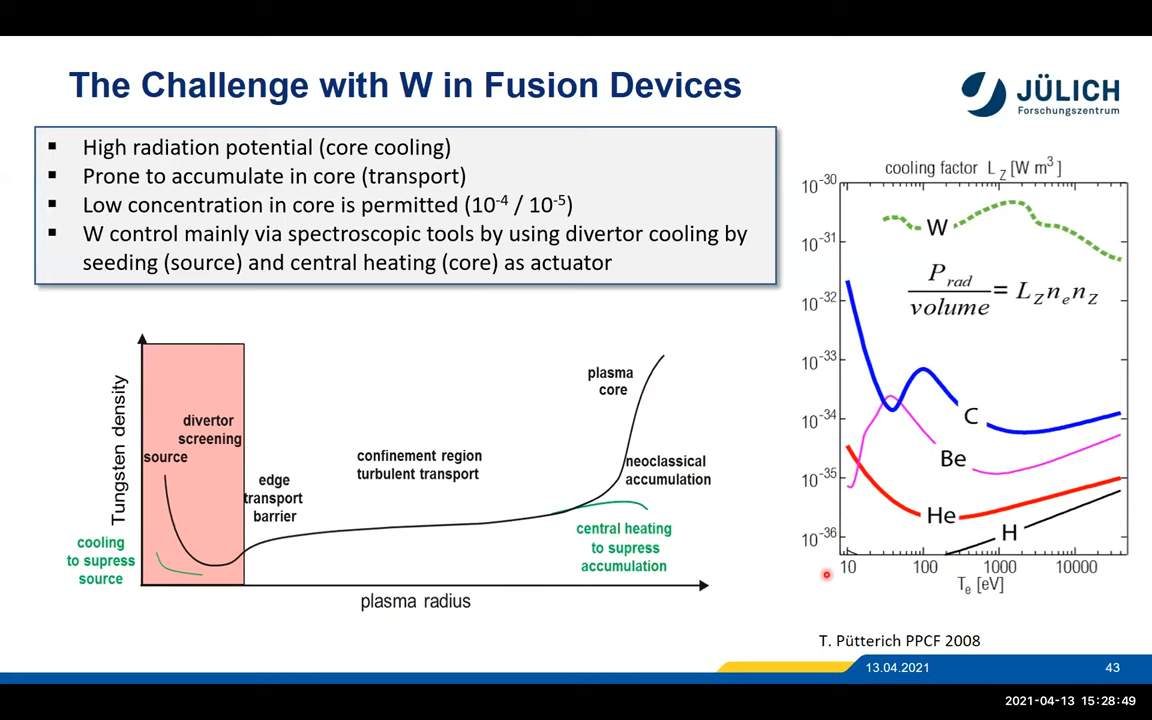 The Challenge with W in Fusion Devices
JÜLICH
Forschungszentrum
▪ High radiation potential (core cooling)
▪ Prone to accumulate in core (transport)
▪ Low concentration in core is permitted (10⁻⁴ / 10⁻⁵)
▪ W control mainly via spectroscopic tools by using divertor cooling by
seeding (source) and central heating (core) as actuator
Tungsten density
divertor
screening
source
cooling
to supress
source
edge
transport
barrier
confinement region
turbulent transport
plasma
core
neoclassical
accumulation
central heating
to supress
accumulation
plasma radius
cooling factor L_Z [W m³]
10⁻³⁰
10⁻³¹
10⁻³²
10⁻³³
10⁻³⁴
10⁻³⁵
10⁻³⁶
W
P_rad / volume = L_Z n_e n_Z
C
Be
He
H
10 100 1000 10000
T_e [eV]
T. Pütterich PPCF 2008
13.04.2021
43
2021-04-13 15:28:49